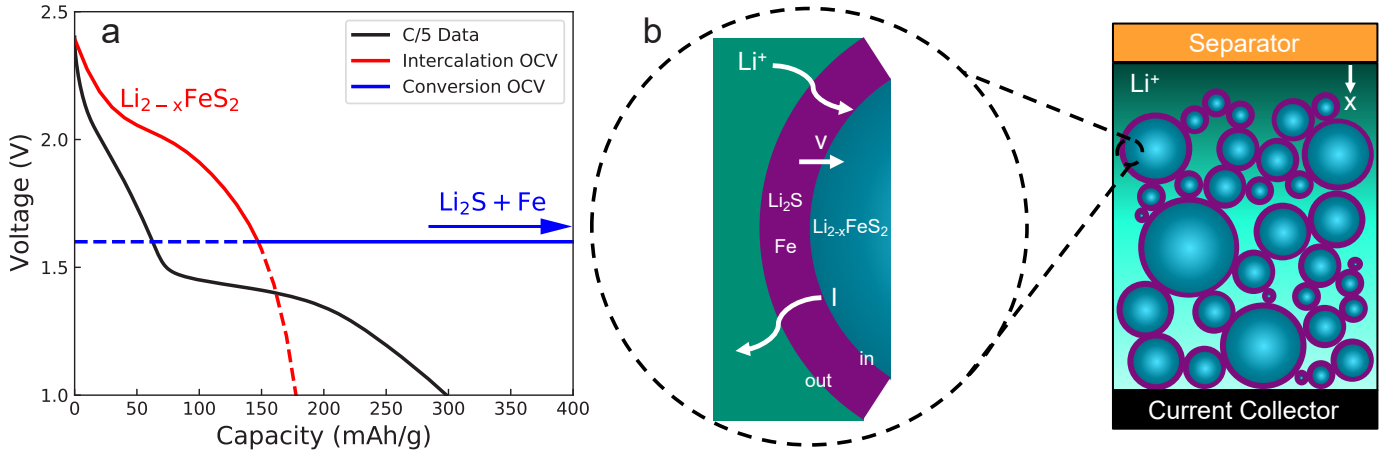 a
C/5 Data
Intercalation OCV
Conversion OCV
Li₂₋ₓFeS₂
Li₂S + Fe
Voltage (V)
2.5
2.0
1.5
1.0
0 50 100 150 200 250 300 350 400
Capacity (mAh/g)
b
Li⁺
v
Li₂S
Fe
Li₂₋ₓFeS₂
I
in
out
Separator
Li⁺
x
Current Collector